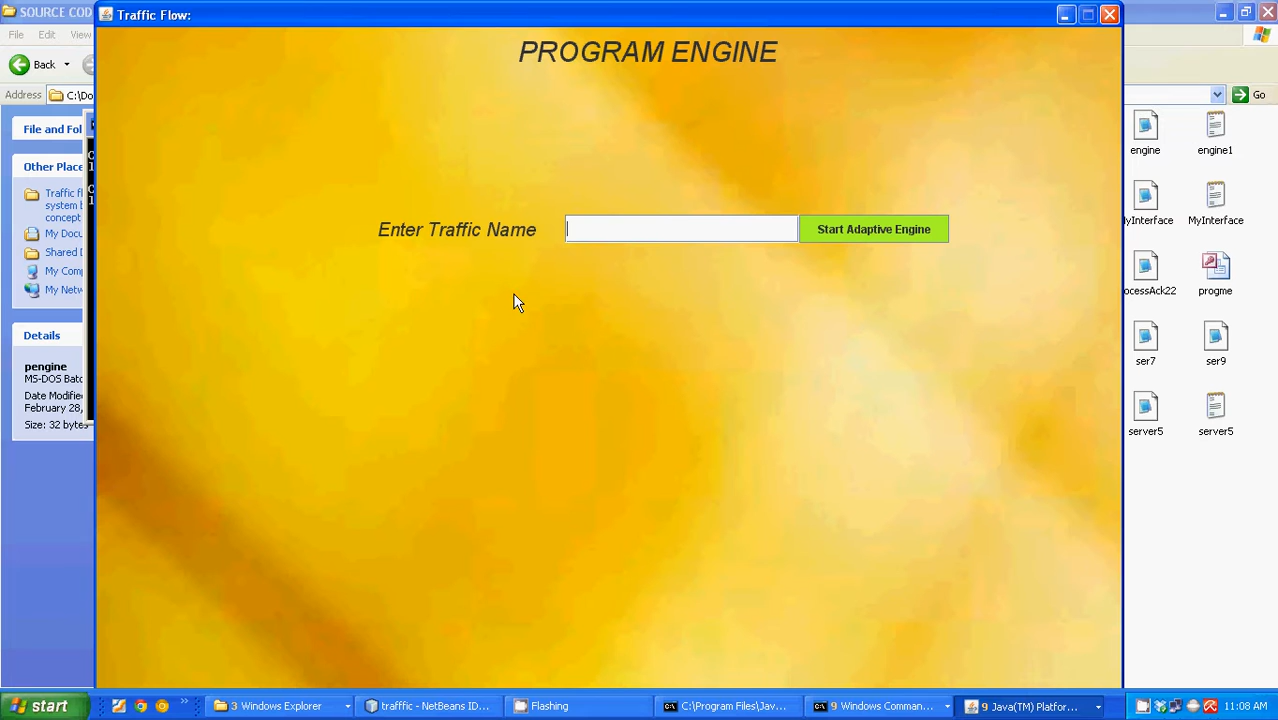 SOURCE COD
Traffic Flow:
File Edit View
Back
Address C:\Do
Go
PROGRAM ENGINE
Enter Traffic Name
Start Adaptive Engine
File and Fol
Other Place
Traffic fl
system b
concept
My Docu
Shared D
My Comp
My Netw
Details
pengine
MS-DOS Batc
Date Modifie
February 28,
Size: 32 bytes
engine
engine1
MyInterface
MyInterface
ocessAck22
progme
ser7
ser9
server5
server5
start
3 Windows Explorer
trafffic - NetBeans ID...
Flashing
C:\Program Files\Jav...
9 Windows Comman...
9 Java(TM) Platfor...
11:08 AM